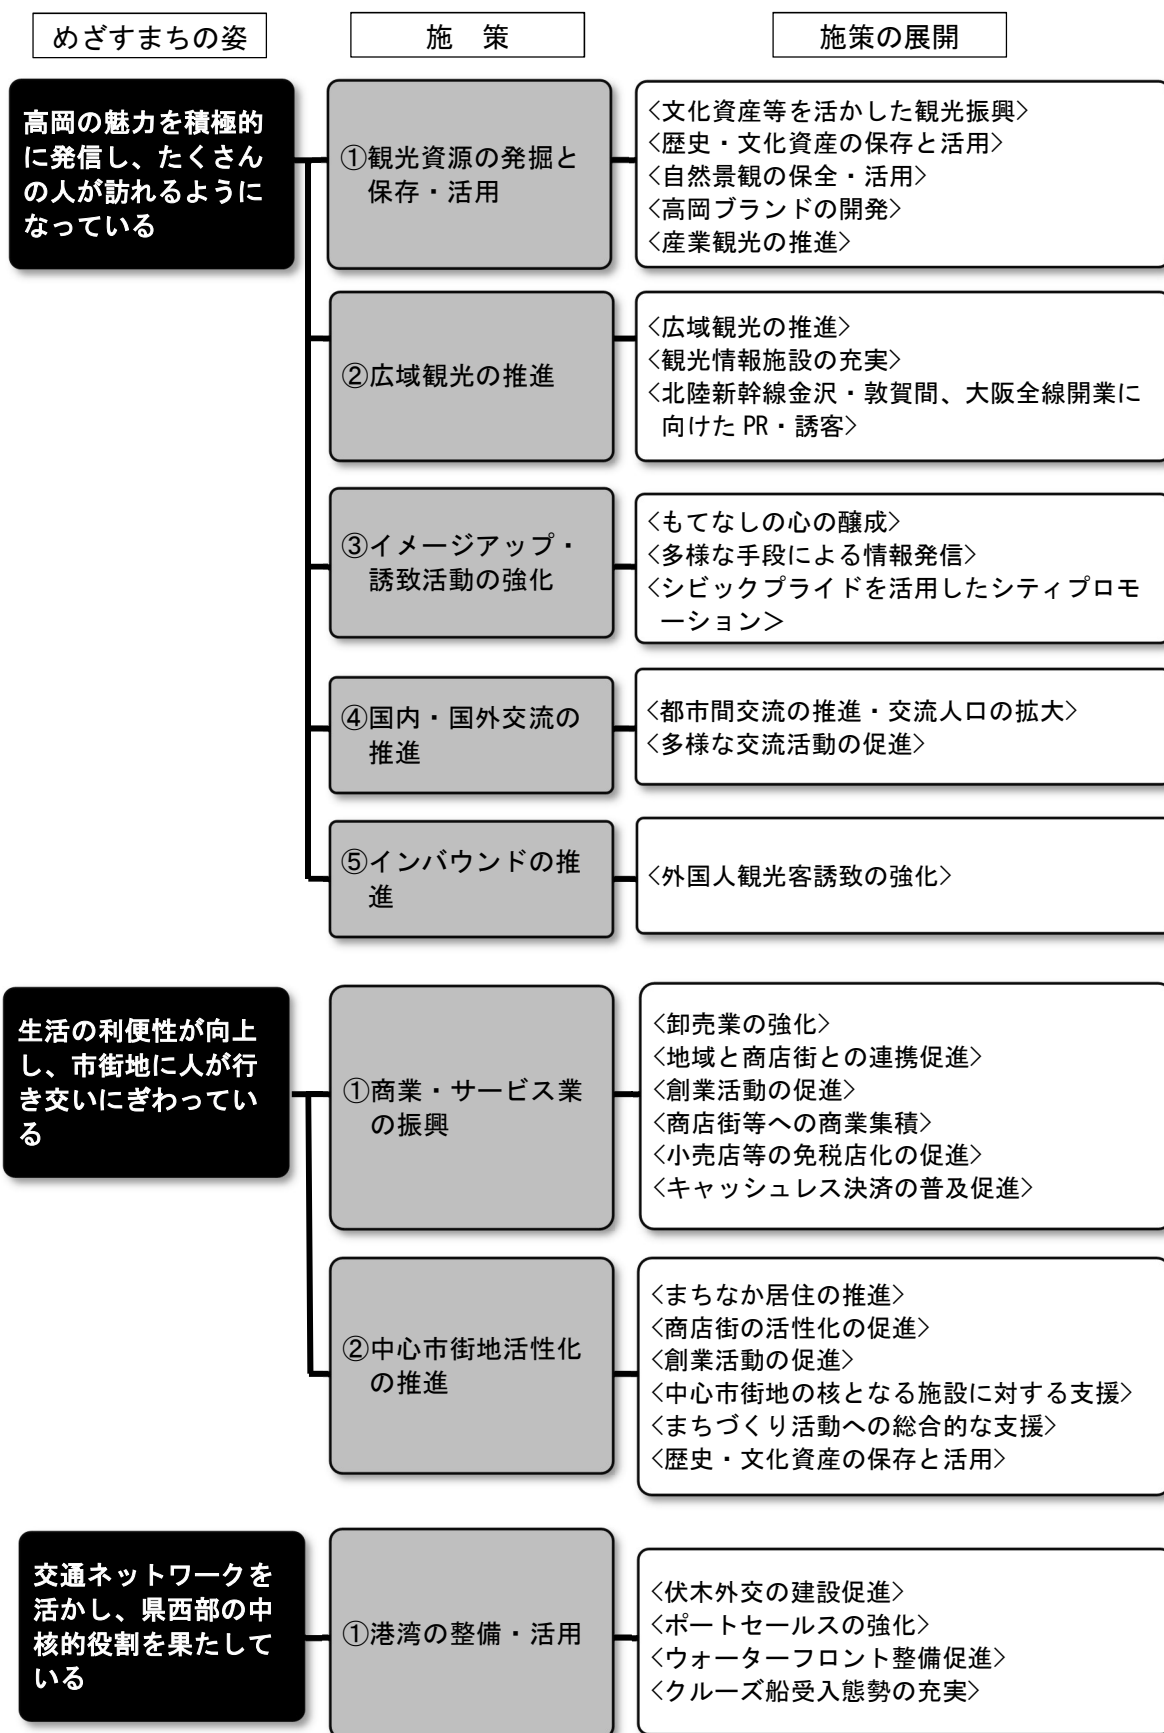 めざすまちの姿
施　策
施策の展開
高岡の魅力を積極的
に発信し、たくさん
の人が訪れるように
なっている
①観光資源の発掘と
保存・活用
<文化資産等を活かした観光振興>
<歴史・文化資産の保存と活用>
<自然景観の保全・活用>
<高岡ブランドの開発>
<産業観光の推進>
②広域観光の推進
<広域観光の推進>
<観光情報施設の充実>
<北陸新幹線金沢・敦賀間、大阪全線開業に
向けた PR・誘客>
③イメージアップ・
誘致活動の強化
<もてなしの心の醸成>
<多様な手段による情報発信>
<シビックプライドを活用したシティプロモ
ーション＞
④国内・国外交流の
推進
<都市間交流の推進・交流人口の拡大>
<多様な交流活動の促進>
⑤インバウンドの推
進
<外国人観光客誘致の強化>
生活の利便性が向上
し、市街地に人が行
き交いにぎわってい
る
①商業・サービス業
の振興
<卸売業の強化>
<地域と商店街との連携促進>
<創業活動の促進>
<商店街等への商業集積>
<小売店等の免税店化の促進>
<キャッシュレス決済の普及促進>
②中心市街地活性化
の推進
<まちなか居住の推進>
<商店街の活性化の促進>
<創業活動の促進>
<中心市街地の核となる施設に対する支援>
<まちづくり活動への総合的な支援>
<歴史・文化資産の保存と活用>
交通ネットワークを
活かし、県西部の中
核的役割を果たして
いる
①港湾の整備・活用
<伏木外交の建設促進>
<ポートセールスの強化>
<ウォーターフロント整備促進>
<クルーズ船受入態勢の充実>